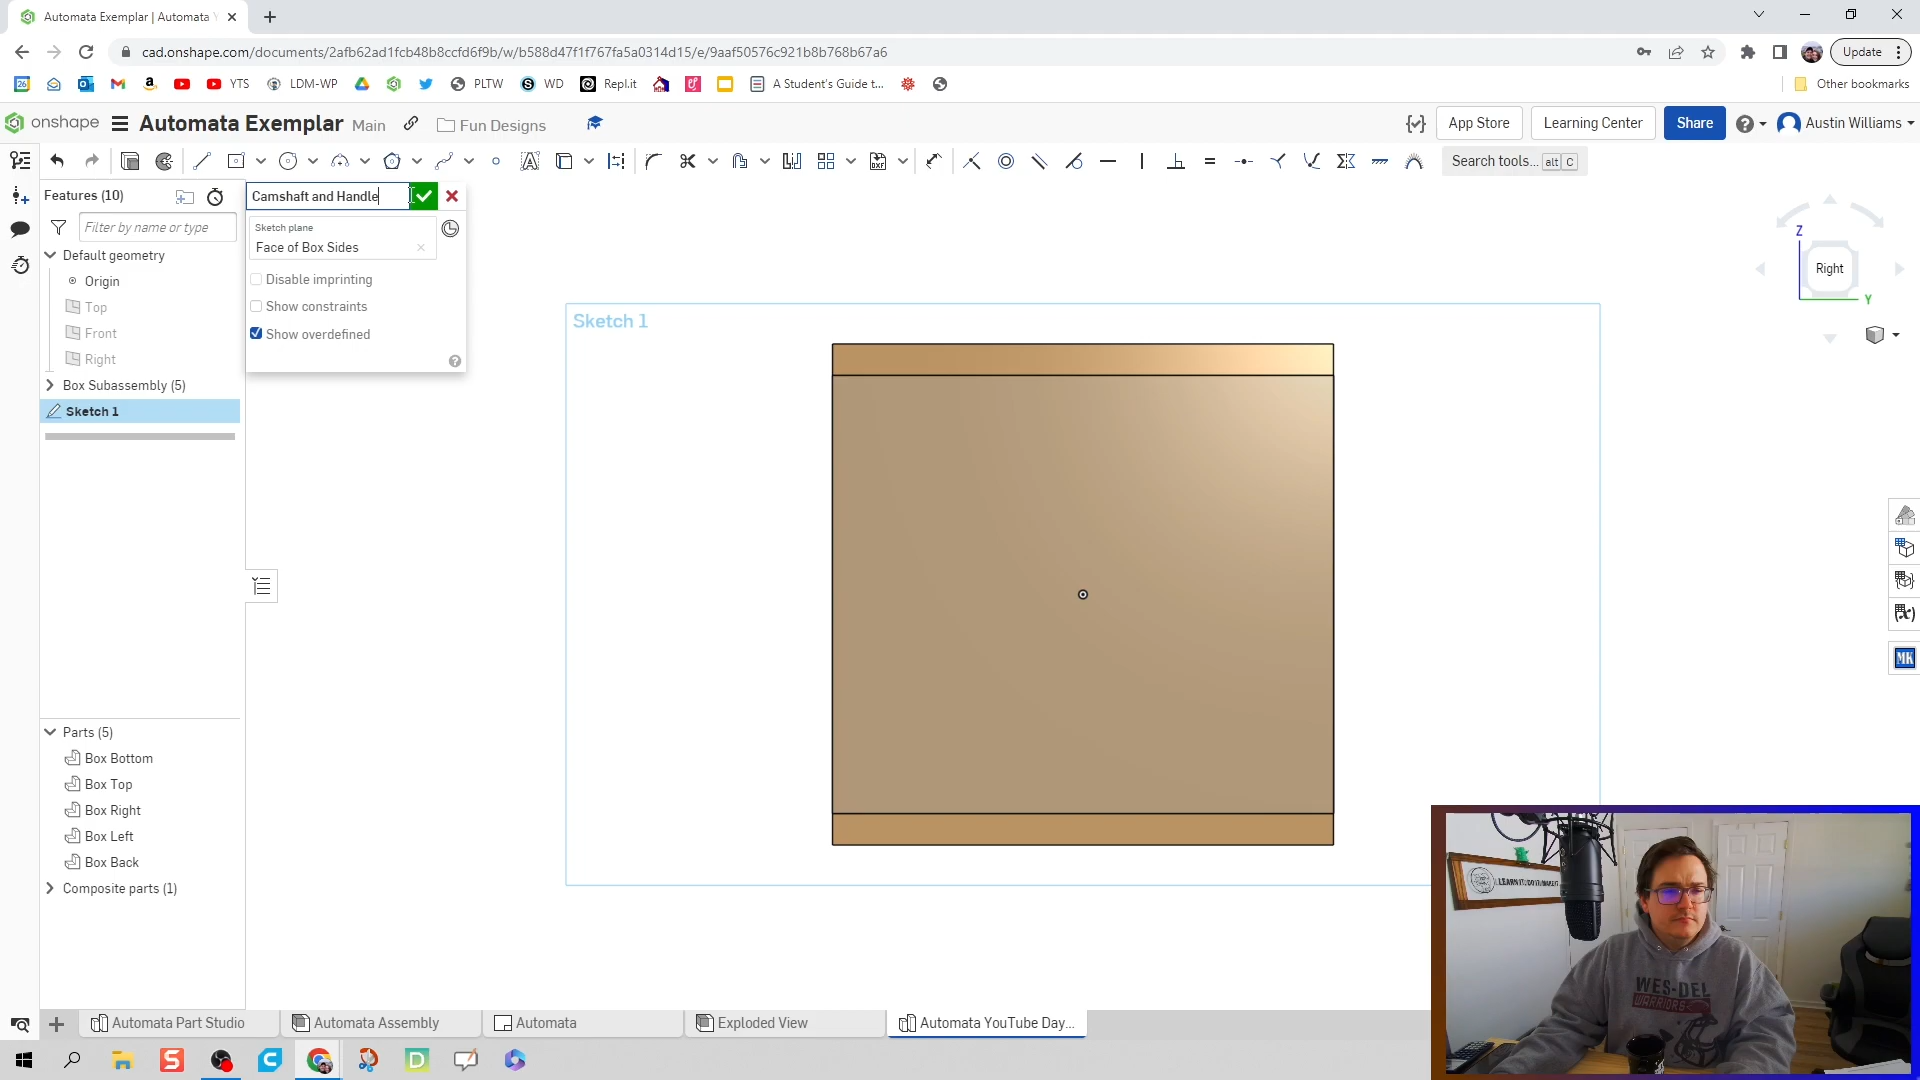 Automata Exemplar | Automata Y
cad.onshape.com/documents/2afb62ad1fcb48b8ccfd6f9b/w/b588d47f1f767fa5a0314d15/e/9aaf50576c921b8b768b67a6
Update
26
YTS
LDM-WP
PLTW
WD
Repl.it
A Student's Guide t...
Other bookmarks
onshape
Automata Exemplar
Main
Fun Designs
App Store
Learning Center
Share
Austin Williams
Search tools...
alt
C
Features (10)
Camshaft and Handle
Filter by name or type
Sketch plane
Face of Box Sides
Default geometry
Origin
Disable imprinting
Top
Show constraints
Front
Show overdefined
Right
Box Subassembly (5)
Sketch 1
Sketch 1
Z
Right
Y
Parts (5)
Box Bottom
Box Top
Box Right
Box Left
Box Back
Composite parts (1)
MK
WES-DEL
WARRIORS
Automata Part Studio
Automata Assembly
Automata
Exploded View
Automata YouTube Day...